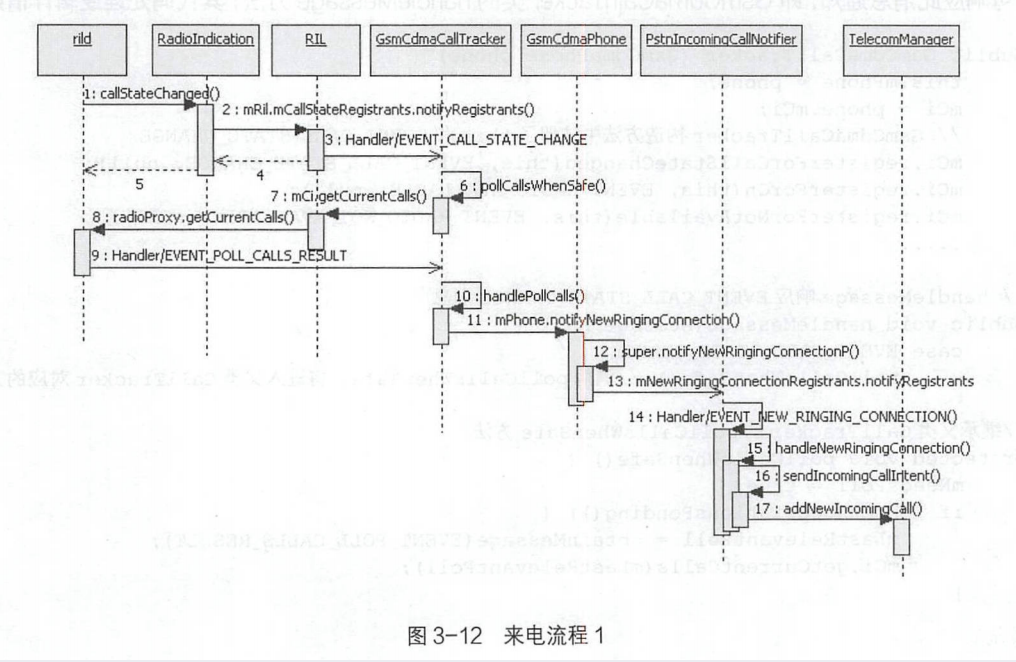 rild
RadioIndication
RIL
GsmCdmaCallTracker
GsmCdmaPhone
PstnIncomingCallNotifier
TelecomManager
1 : callStateChanged()
2 : mRil.mCallStateRegistrants.notifyRegistrants()
3 : Handler/EVENT_CALL_STATE_CHANGE
4
5
6 : pollCallsWhenSafe()
7 : mCi.getCurrentCalls()
8 : radioProxy.getCurrentCalls()
9 : Handler/EVENT_POLL_CALLS_RESULT
10 : handlePollCalls()
11 : mPhone.notifyNewRingingConnection()
12 : super.notifyNewRingingConnectionP()
13 : mNewRingingConnectionRegistrants.notifyRegistrants
14 : Handler/EVENT_NEW_RINGING_CONNECTION()
15 : handleNewRingingConnection()
16 : sendIncomingCallIntent()
17 : addNewIncomingCall()
图 3-12 来电流程 1